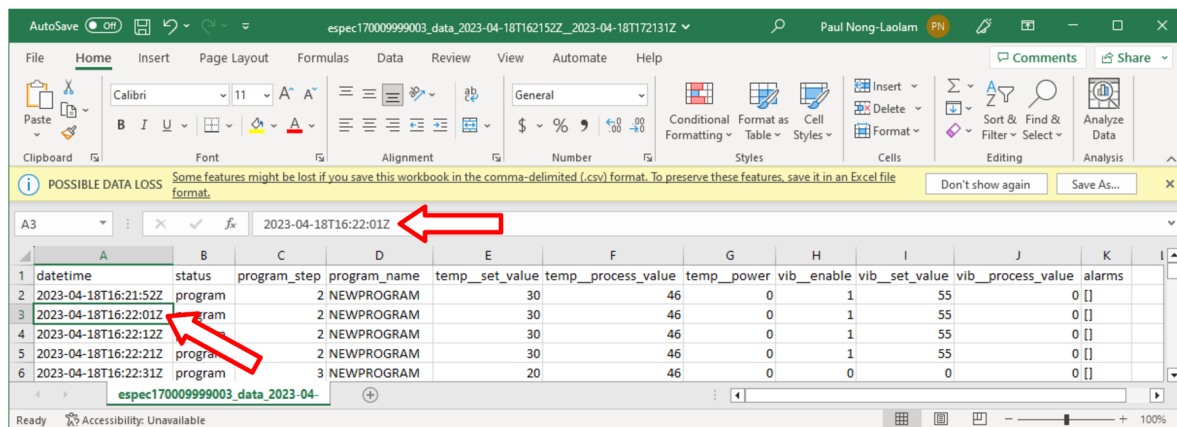 AutoSave Off espec170009999003_data_2023-04-18T162152Z__2023-04-18T172131Z Paul Nong-Laolam PN
File Home Insert Page Layout Formulas Data Review View Automate Help Comments Share
Calibri 11 A^ A˅ ab General Insert Σ
Paste B I U A $ % 9 Conditional Format as Cell Delete Sort & Find & Analyze
Formatting Table Styles Format Filter Select Data
Clipboard Font Alignment Number Styles Cells Editing Analysis
POSSIBLE DATA LOSS Some features might be lost if you save this workbook in the comma-delimited (.csv) format. To preserve these features, save it in an Excel file Don't show again Save As...
format.
A3 fx 2023-04-18T16:22:01Z
A B C D E F G H I J K
1 datetime status program_step program_name temp__set_value temp__process_value temp__power vib__enable vib__set_value vib__process_value alarms
2 2023-04-18T16:21:52Z program 2 NEWPROGRAM 30 46 0 1 55 0 []
3 2023-04-18T16:22:01Z program 2 NEWPROGRAM 30 46 0 1 55 0 []
4 2023-04-18T16:22:12Z 2 NEWPROGRAM 30 46 0 1 55 0 []
5 2023-04-18T16:22:21Z program 2 NEWPROGRAM 30 46 0 1 55 0 []
6 2023-04-18T16:22:31Z program 3 NEWPROGRAM 20 46 0 0 0 0 []
espec170009999003_data_2023-04-
Ready Accessibility: Unavailable 100%